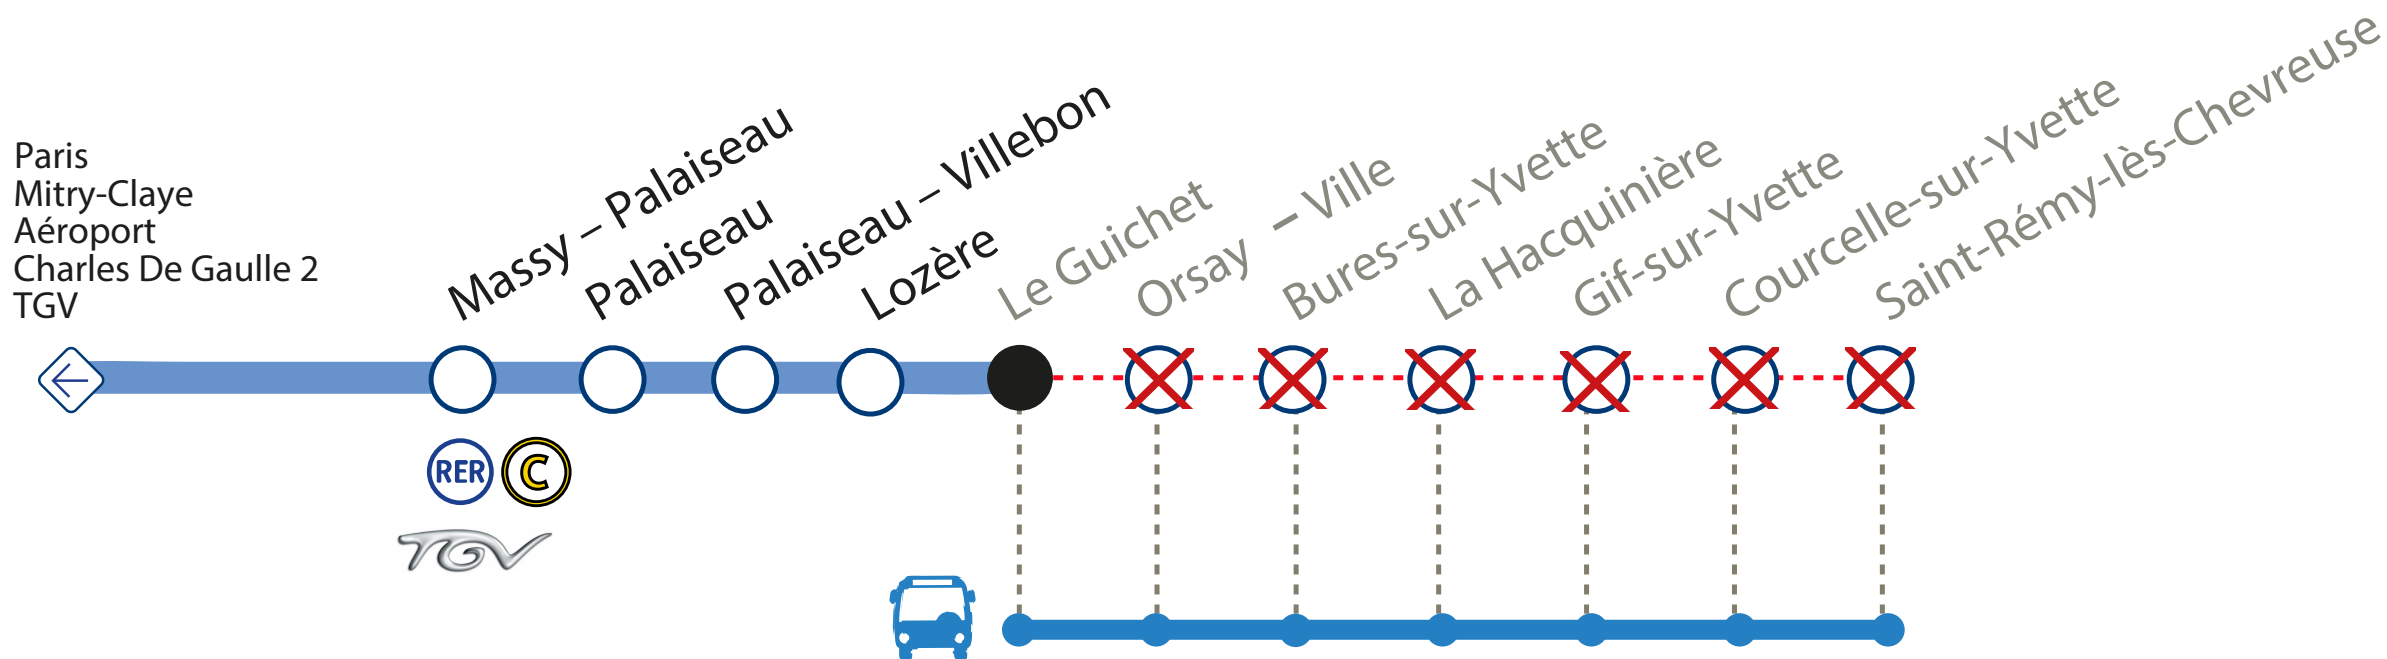 Paris
Mitry-Claye
Aéroport
Charles De Gaulle 2
TGV
Massy – Palaiseau
Palaiseau
Palaiseau – Villebon
Lozère
Le Guichet
Orsay – Ville
Bures-sur-Yvette
La Hacquinière
Gif-sur-Yvette
Courcelle-sur-Yvette
Saint-Rémy-lès-Chevreuse
RER C
TGV